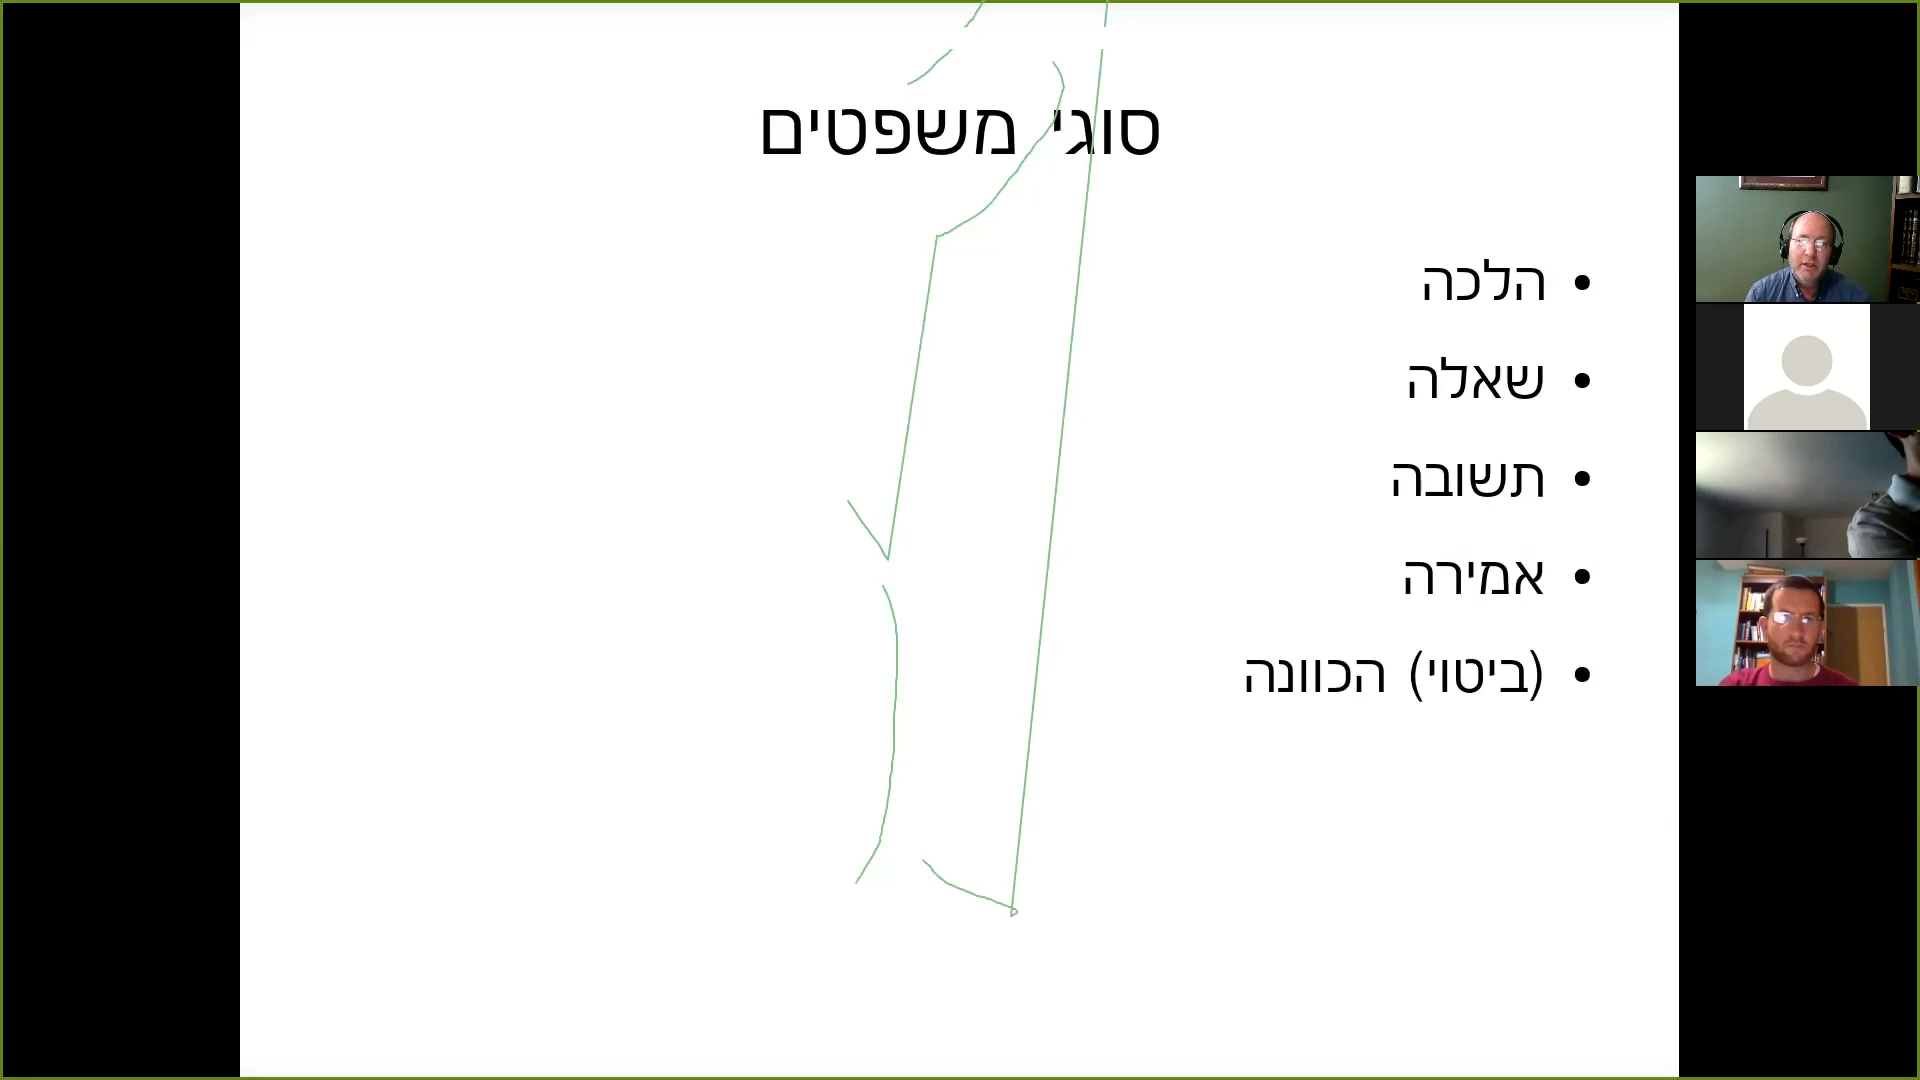 סוגי משפטים
• הלכה
• שאלה
• תשובה
• אמירה
• (ביטוי) הכוונה